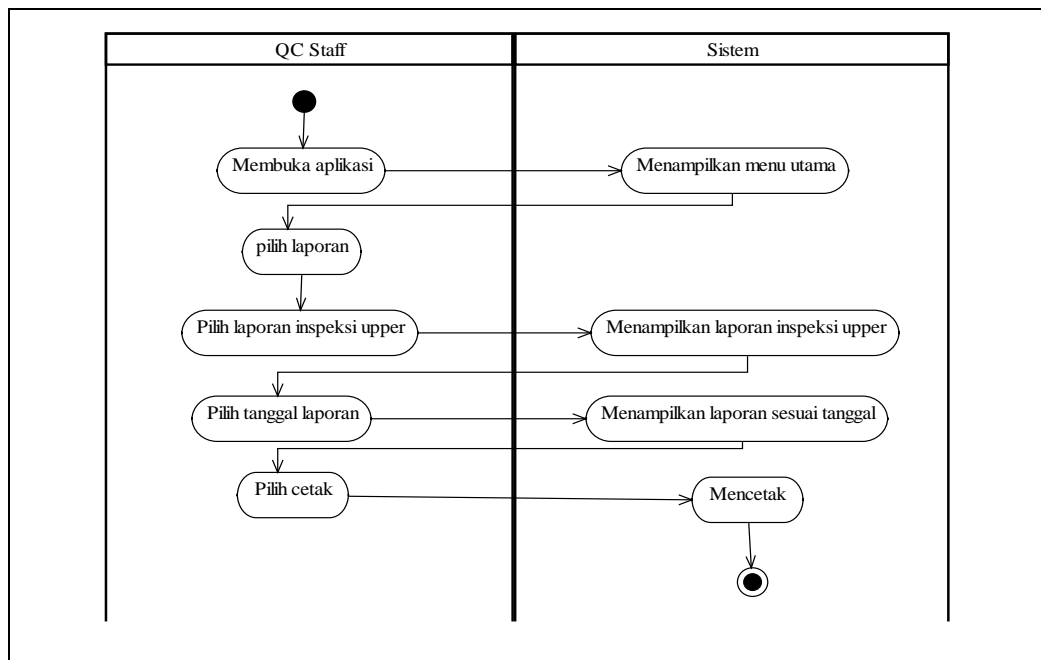 QC Staff
Sistem
Membuka aplikasi
Menampilkan menu utama
pilih laporan
Pilih laporan inspeksi upper
Menampilkan laporan inspeksi upper
Pilih tanggal laporan
Menampilkan laporan sesuai tanggal
Pilih cetak
Mencetak